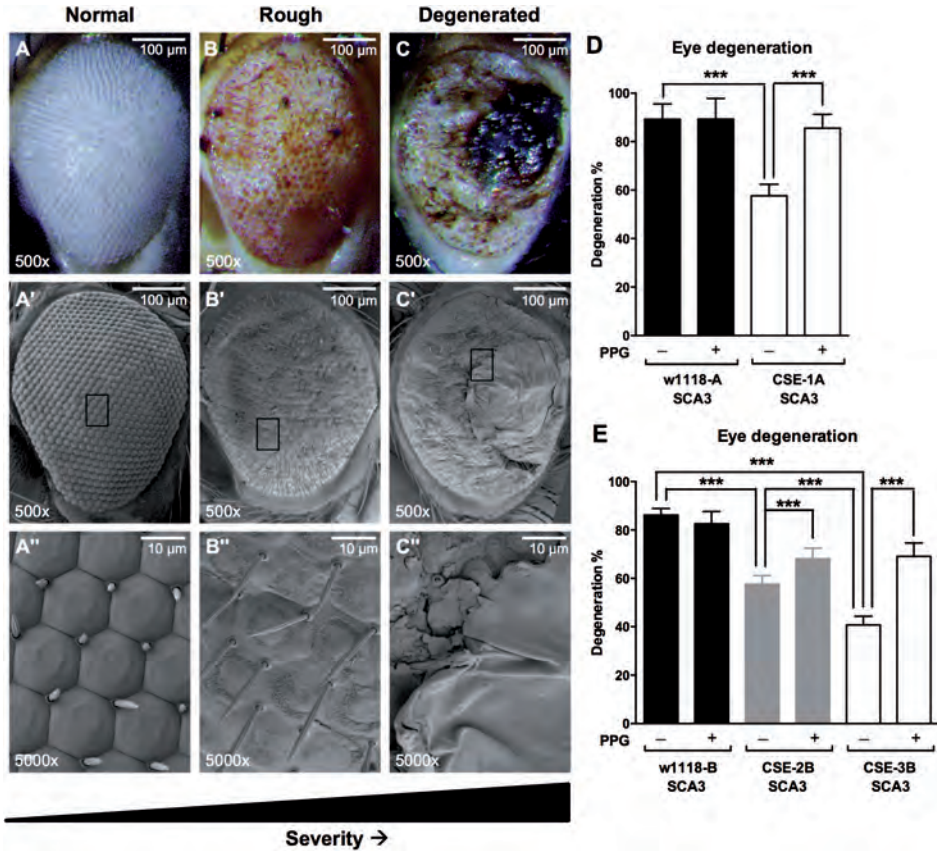 Normal
Rough
Degenerated
A
100 µm
500x
B
100 µm
500x
C
100 µm
500x
A'
100 µm
500x
B'
100 µm
500x
C'
100 µm
500x
A"
10 µm
5000x
B"
10 µm
5000x
C"
10 µm
5000x
Severity →
D
Eye degeneration
*** ***
Degeneration %
100
80
60
40
20
0
PPG − + − +
w1118-A CSE-1A
SCA3 SCA3
E
Eye degeneration
***
*** *** ***
***
Degeneration %
100
80
60
40
20
0
PPG − + − + − +
w1118-B CSE-2B CSE-3B
SCA3 SCA3 SCA3